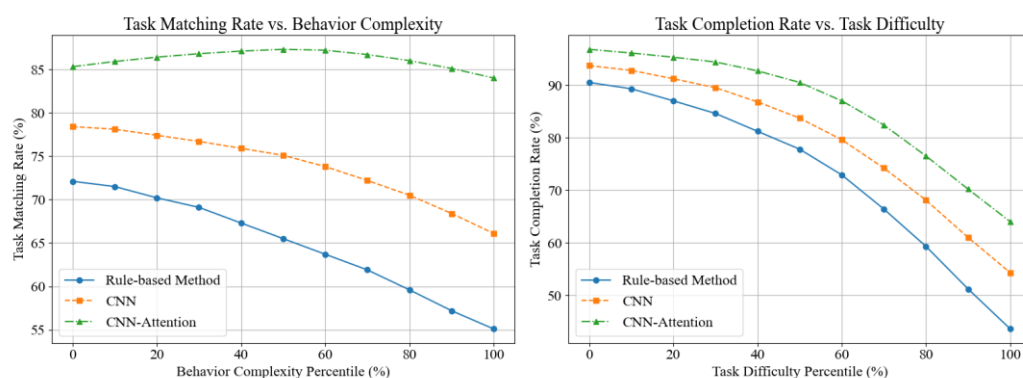 Task Matching Rate vs. Behavior Complexity
Task Matching Rate (%)
85
80
75
70
65
60
55
Rule-based Method
CNN
CNN-Attention
0
20
40
60
80
100
Behavior Complexity Percentile (%)
Task Completion Rate vs. Task Difficulty
Task Completion Rate (%)
90
80
70
60
50
Rule-based Method
CNN
CNN-Attention
0
20
40
60
80
100
Task Difficulty Percentile (%)